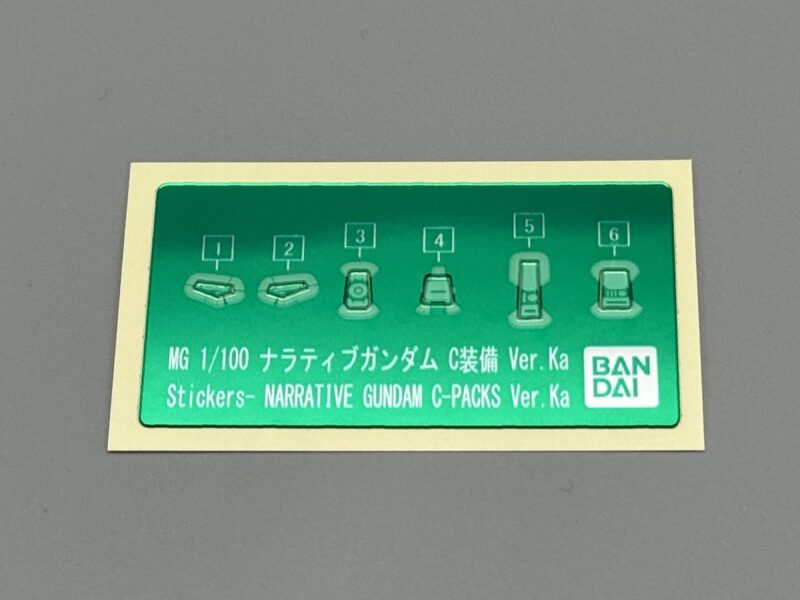 1 2 3 4 5 6
MG 1/100 ナラティブガンダム C装備 Ver.Ka
Stickers- NARRATIVE GUNDAM C-PACKS Ver.Ka
BAN
DAI